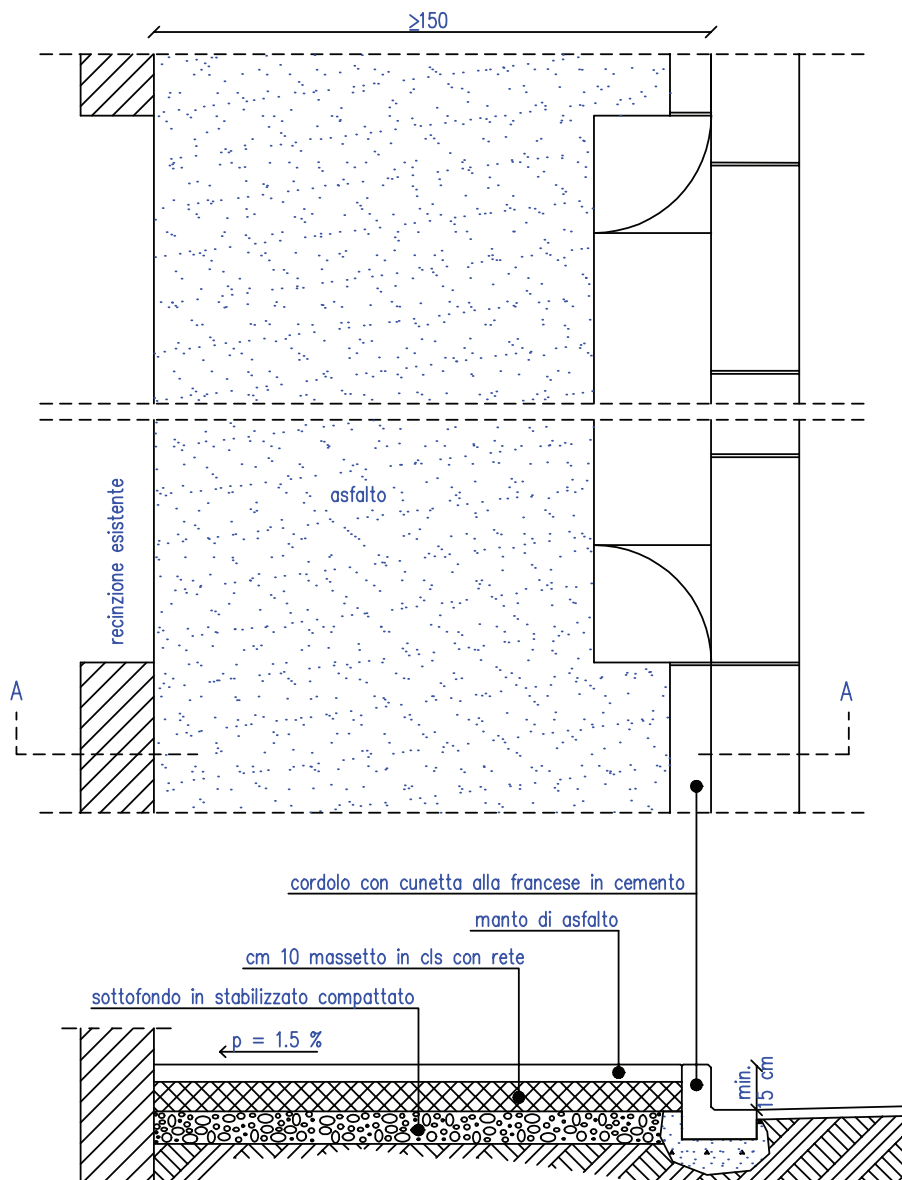 ≥150
asfalto
recinzione esistente
A
A
cordolo con cunetta alla francese in cemento
manto di asfalto
cm 10 massetto in cls con rete
sottofondo in stabilizzato compattato
p = 1.5 %
min.
15 cm